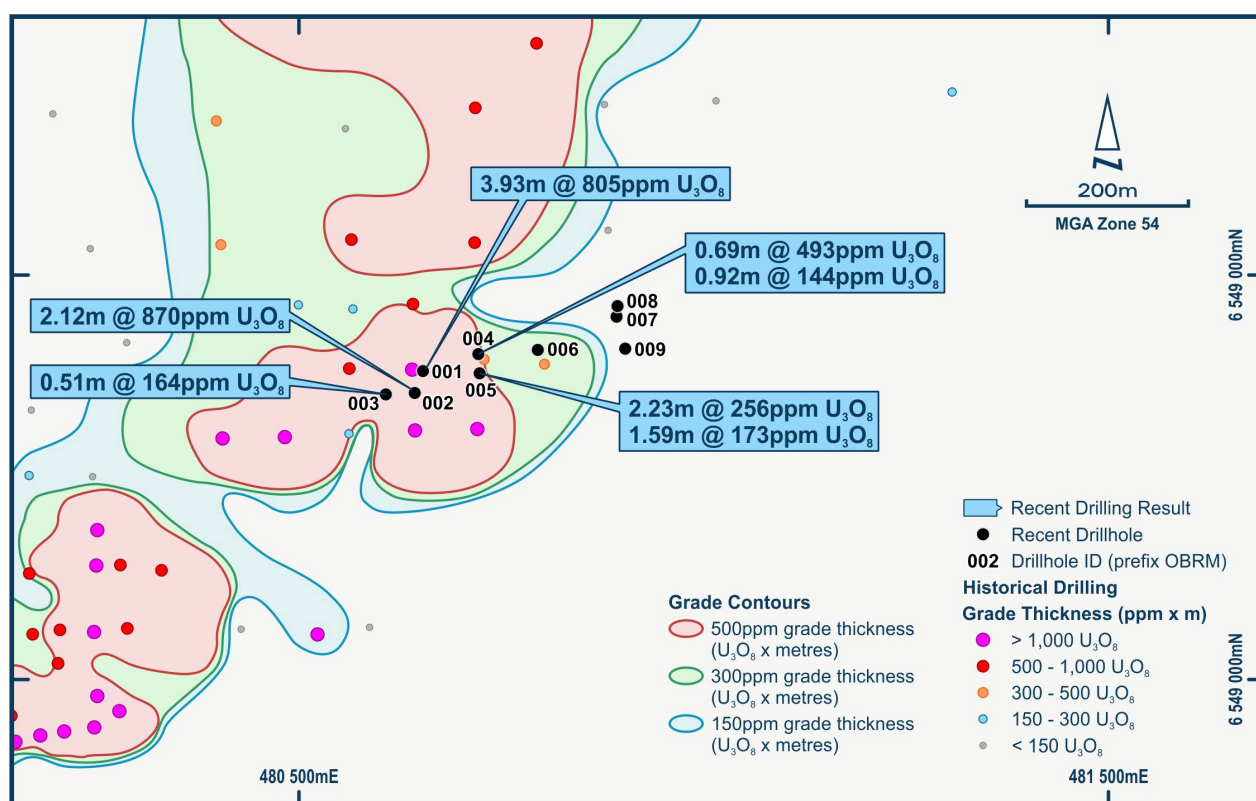 3.93m @ 805ppm U₃O₈
200m
MGA Zone 54
0.69m @ 493ppm U₃O₈
0.92m @ 144ppm U₃O₈
6 549 000mN
2.12m @ 870ppm U₃O₈
008
007
004
006
009
0.51m @ 164ppm U₃O₈
001
005
003
002
2.23m @ 256ppm U₃O₈
1.59m @ 173ppm U₃O₈
Recent Drilling Result
Recent Drillhole
002 Drillhole ID (prefix OBRM)
Historical Drilling
Grade Thickness (ppm x m)
> 1,000 U₃O₈
500 - 1,000 U₃O₈
300 - 500 U₃O₈
150 - 300 U₃O₈
< 150 U₃O₈
Grade Contours
500ppm grade thickness
(U₃O₈ x metres)
300ppm grade thickness
(U₃O₈ x metres)
150ppm grade thickness
(U₃O₈ x metres)
6 549 000mN
480 500mE
481 500mE
N